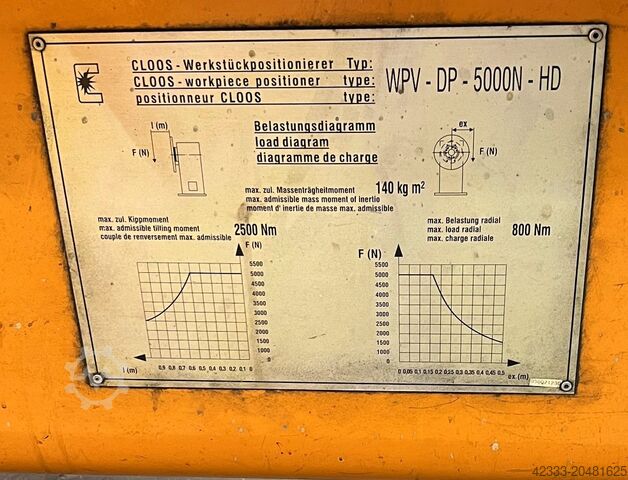 CLOOS - Werkstückpositionierer Typ:
CLOOS - workpiece positioner type:
positionneur CLOOS type:
WPV - DP - 5000N - HD
l (m)
F (N)
Belastungsdiagramm
load diagram
diagramme de charge
ex
F (N)
max. zul. Massenträgheitmoment
max. admissible mass moment of inertio
moment d' inertie de masse max. admissible
140 kg m²
max. zul. Kippmoment
max. admissible tilting moment
couple de renversement max. admissible
2500 Nm
max. Belastung radial
max. load radial
max. charge radiale
800 Nm
F (N)
5500
5000
4500
4000
3500
3000
2500
2000
1500
1000
0
l (m)
0,9 0,8 0,7 0,6 0,5 0,4 0,3 0,2 0,1 0
F (N)
5500
5000
4500
4000
3500
3000
2500
2000
1500
1000
0
0 0,05 0,1 0,15 0,2 0,25 0,3 0,35 0,4 0,45 0,5
ex. (m)
42333-20481625